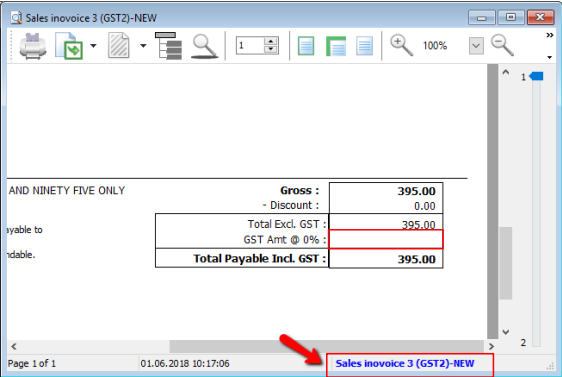 Sales inovoice 3 (GST2)-NEW
1
100%
»
1
AND NINETY FIVE ONLY
Gross : 395.00
- Discount : 0.00
ayable to
Total Excl. GST : 395.00
GST Amt @ 0% :
ndable.
Total Payable Incl. GST : 395.00
2
Page 1 of 1 01.06.2018 10:17:06 Sales inovoice 3 (GST2)-NEW